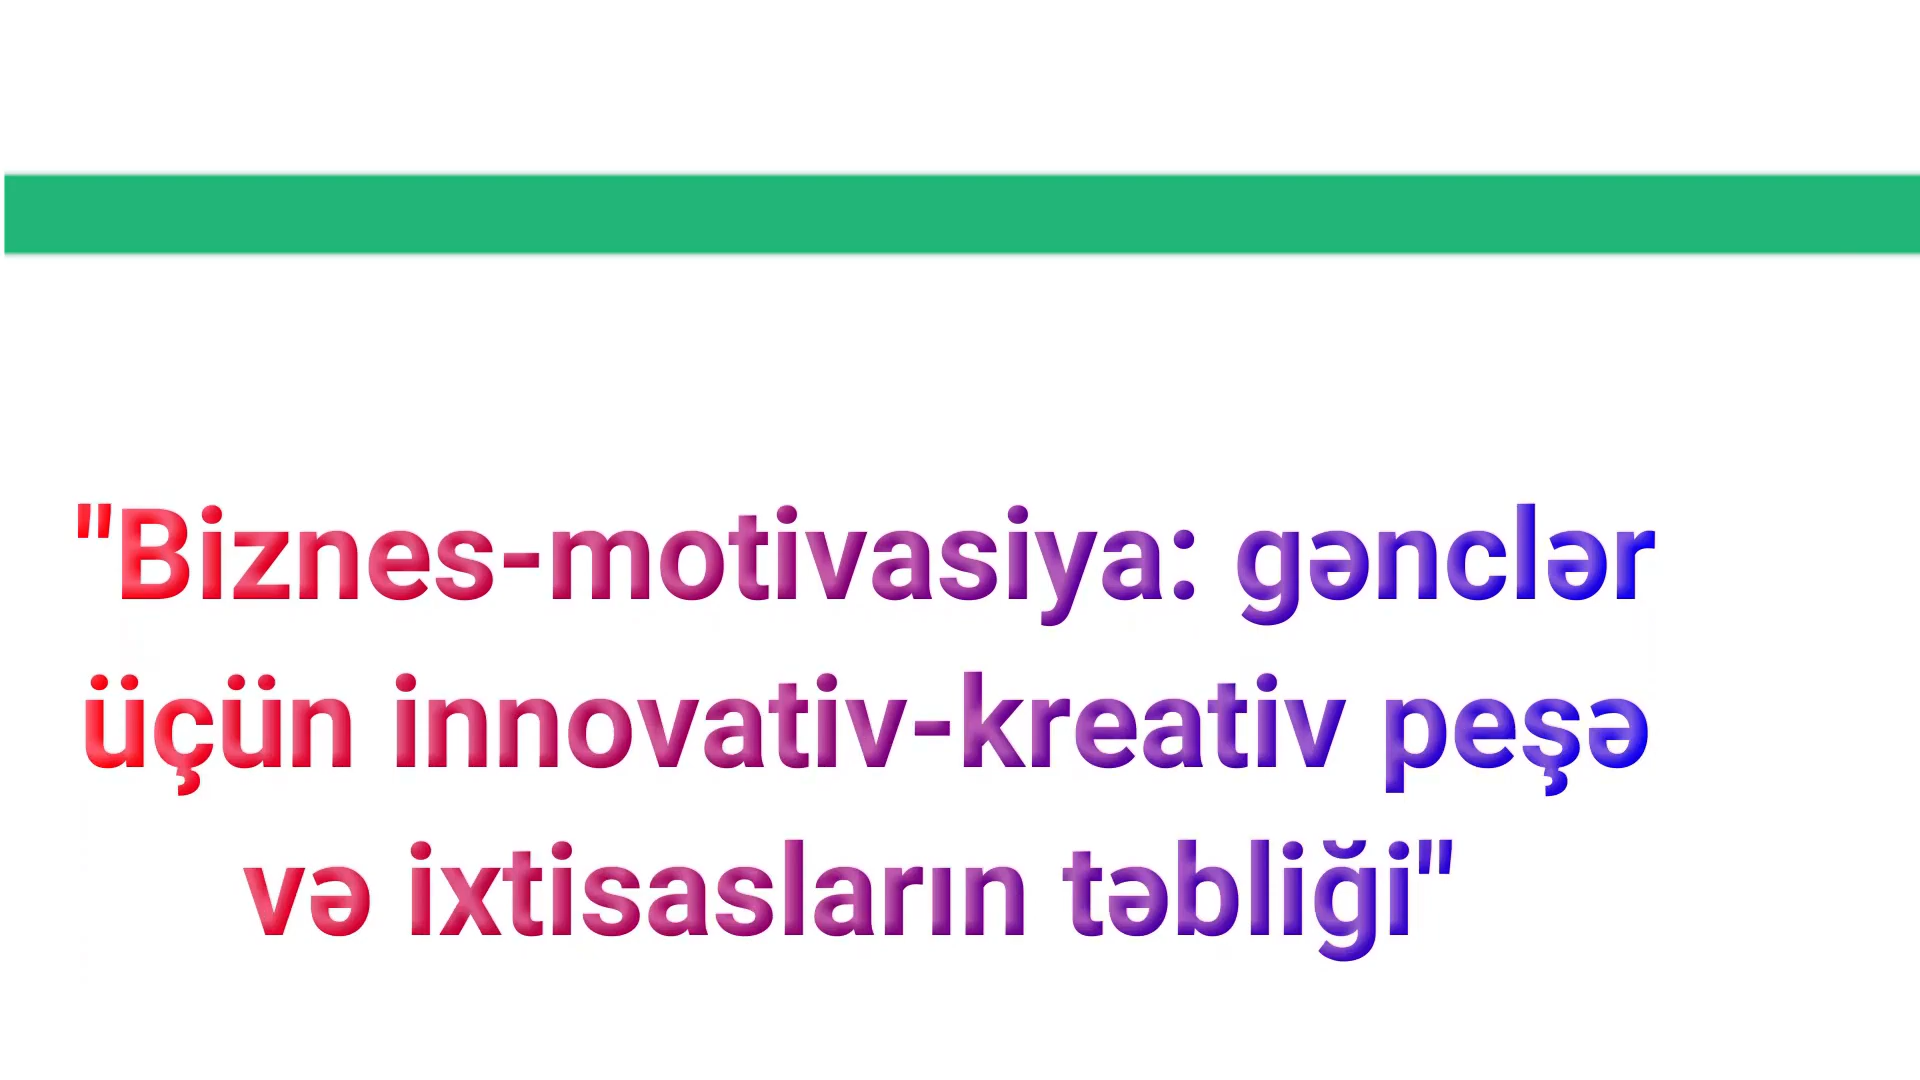 "Biznes-motivasiya: gənclər
üçün innovativ-kreativ peşə
və ixtisasların təbliği"